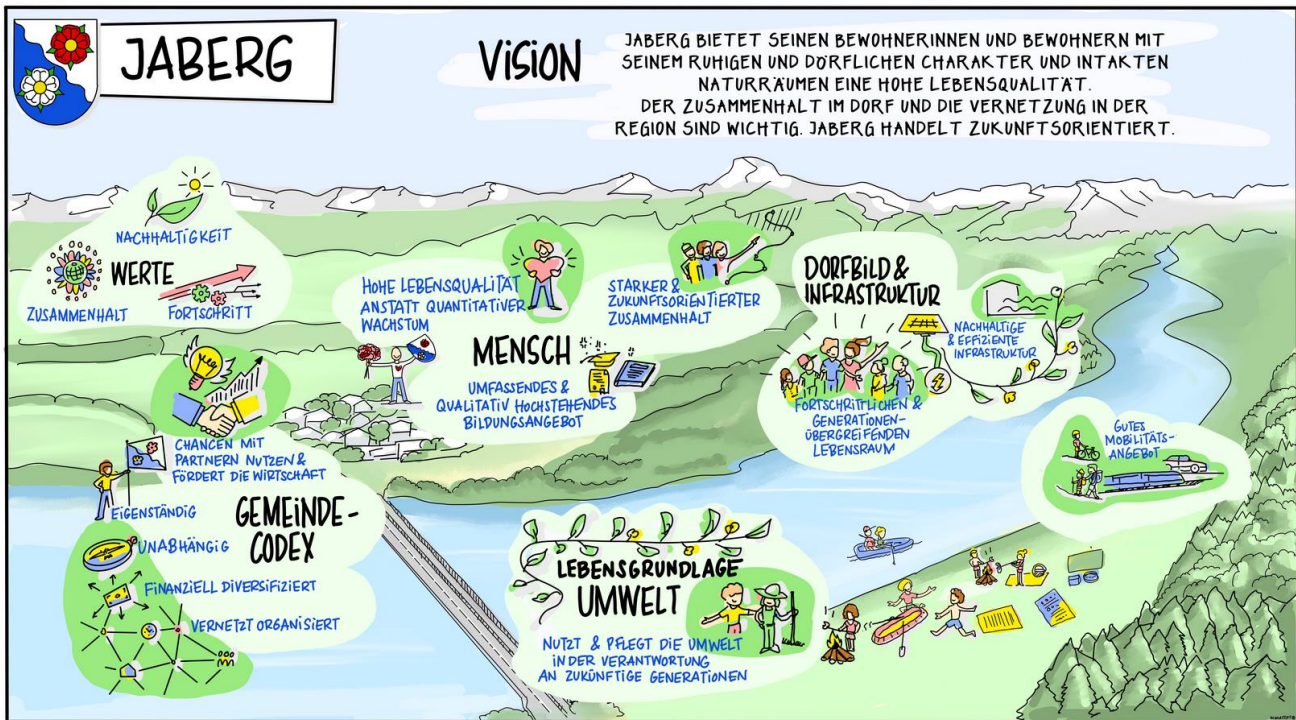 JABERG
VISION
JABERG BIETET SEINEN BEWOHNERINNEN UND BEWOHNERN MIT
SEINEM RUHIGEN UND DÖRFLICHEN CHARAKTER UND INTAKTEN
NATURRÄUMEN EINE HOHE LEBENSQUALITÄT.
DER ZUSAMMENHALT IM DORF UND DIE VERNETZUNG IN DER
REGION SIND WICHTIG. JABERG HANDELT ZUKUNFTSORIENTIERT.
NACHHALTIGKEIT
WERTE
ZUSAMMENHALT
FORTSCHRITT
HOHE LEBENSQUALITÄT
ANSTATT QUANTITATIVER
WACHSTUM
STARKER &
ZUKUNFTSORIENTIERTER
ZUSAMMENHALT
MENSCH
UMFASSENDES &
QUALITATIV HOCHSTEHENDES
BILDUNGSANGEBOT
DORFBILD &
INFRASTRUKTUR
NACHHALTIGE
& EFFIZIENTE
INFRASTRUKTUR
FORTSCHRITTLICHEN &
GENERATIONEN-
ÜBERGREIFENDEN
LEBENSRAUM
GUTES
MOBILITÄTS-
ANGEBOT
CHANCEN MIT
PARTNERN NUTZEN &
FÖRDERT DIE WIRTSCHAFT
EIGENSTÄNDIG
GEMEINDE-
CODEX
UNABHÄNGIG
FINANZIELL DIVERSIFIZIERT
VERNETZT ORGANISIERT
LEBENSGRUNDLAGE
UMWELT
NUTZT & PFLEGT DIE UMWELT
IN DER VERANTWORTUNG
AN ZUKÜNFTIGE GENERATIONEN